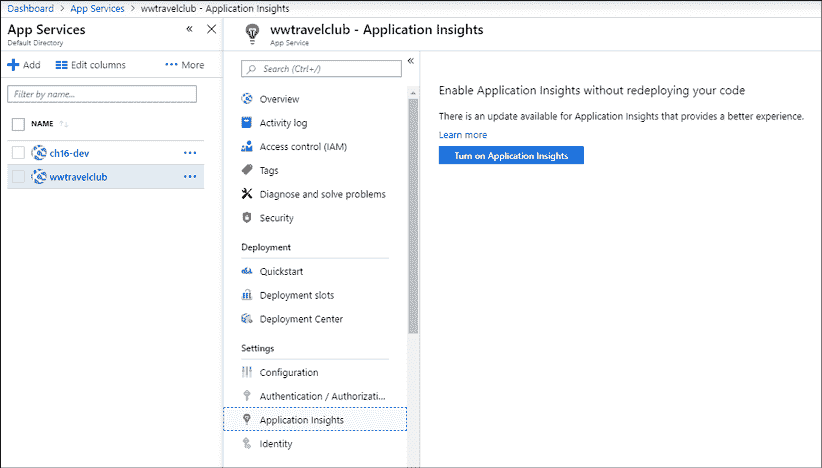 Dashboard > App Services > wwtravelclub - Application Insights
App Services
Default Directory
Add
Edit columns
More
Filter by name...
NAME
ch16-dev
wwtravelclub
wwtravelclub - Application Insights
App Service
Search (Ctrl+/)
Overview
Activity log
Access control (IAM)
Tags
Diagnose and solve problems
Security
Deployment
Quickstart
Deployment slots
Deployment Center
Settings
Configuration
Authentication / Authorizati...
Application Insights
Identity
Enable Application Insights without redeploying your code
There is an update available for Application Insights that provides a better experience.
Learn more
Turn on Application Insights